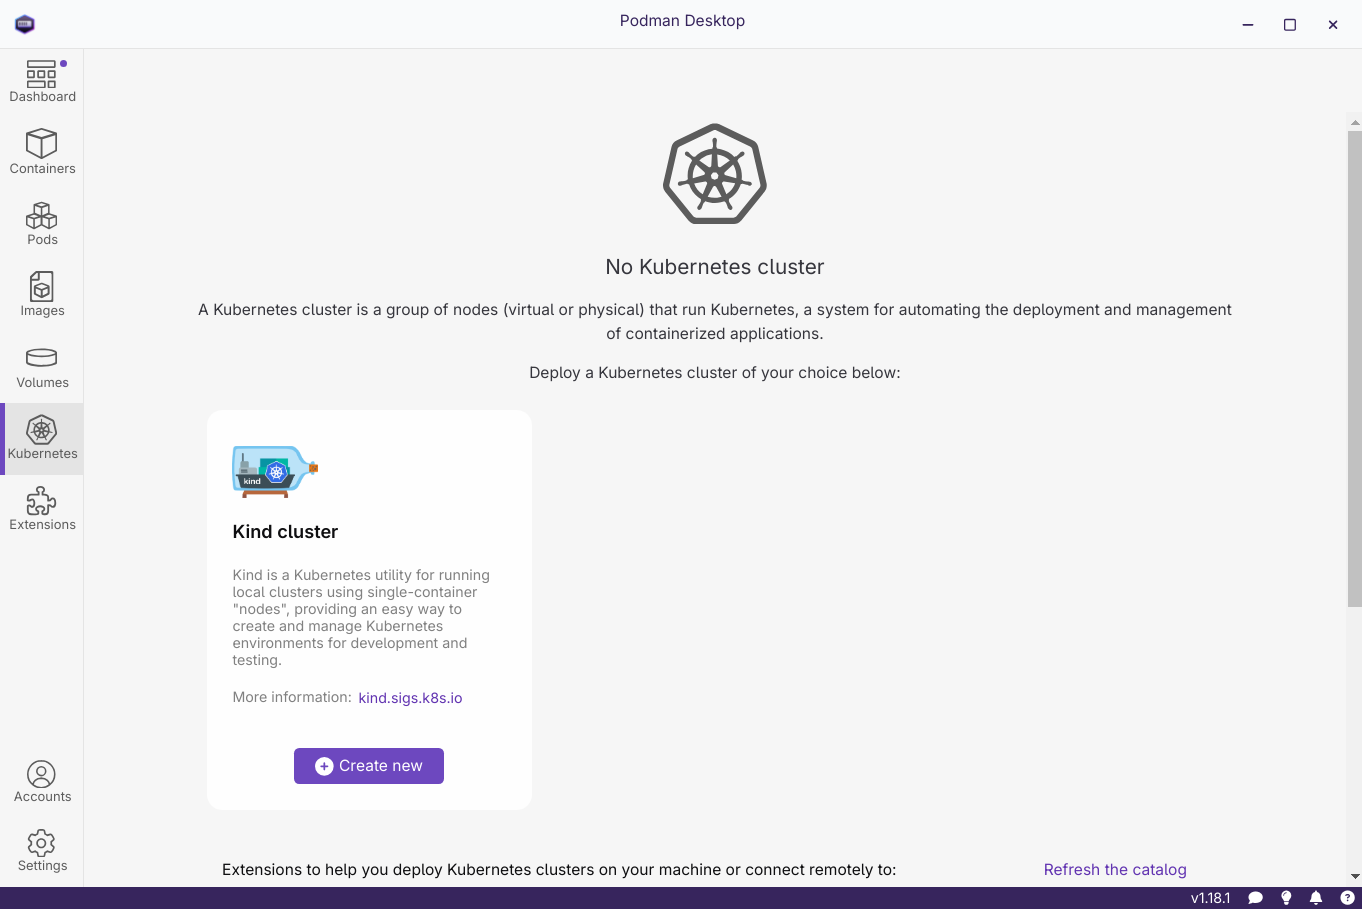 Podman Desktop
Dashboard
Containers
Pods
Images
Volumes
Kubernetes
Extensions
Accounts
Settings
No Kubernetes cluster
A Kubernetes cluster is a group of nodes (virtual or physical) that run Kubernetes, a system for automating the deployment and management
of containerized applications.
Deploy a Kubernetes cluster of your choice below:
kind
Kind cluster
Kind is a Kubernetes utility for running
local clusters using single-container
"nodes", providing an easy way to
create and manage Kubernetes
environments for development and
testing.
More information: kind.sigs.k8s.io
Create new
Extensions to help you deploy Kubernetes clusters on your machine or connect remotely to:
Refresh the catalog
v1.18.1